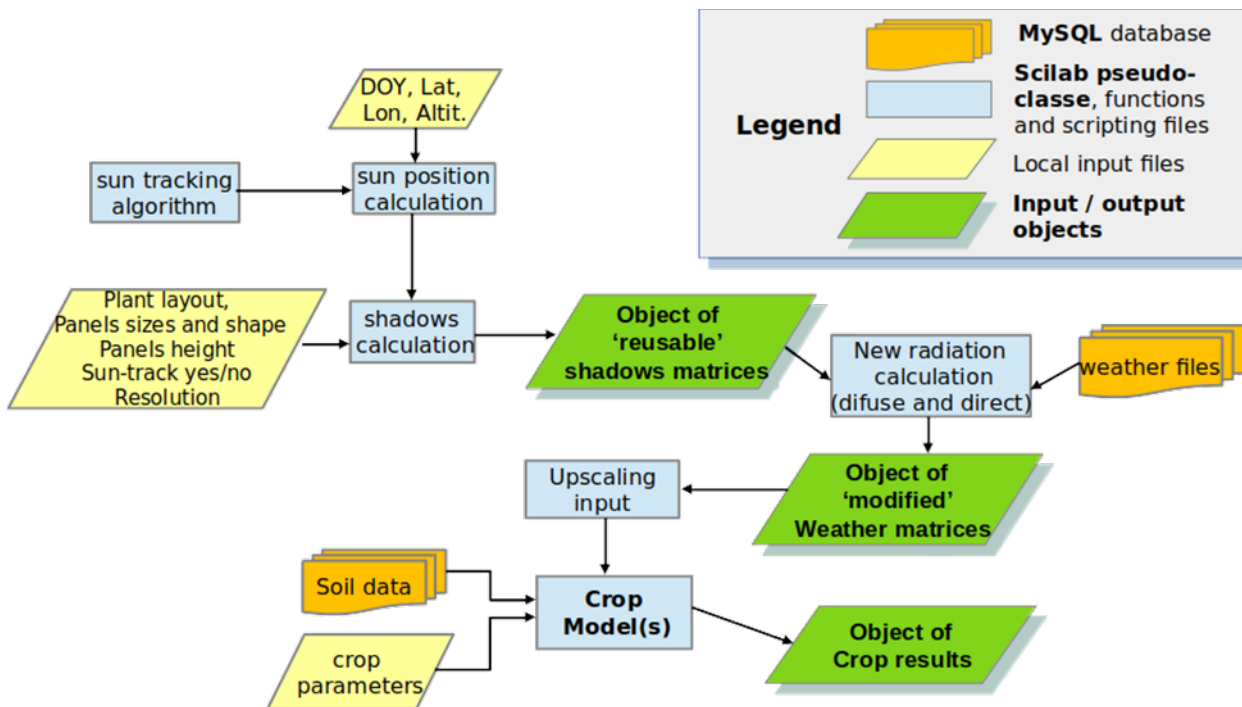 DOY, Lat,
Lon, Altit.
sun tracking
algorithm
sun position
calculation
Legend
MySQL database
Scilab pseudo-
classe, functions
and scripting files
Local input files
Input / output
objects
Plant layout,
Panels sizes and shape
Panels height
Sun-track yes/no
Resolution
shadows
calculation
Object of
‘reusable’
shadows matrices
New radiation
calculation
(difuse and direct)
weather files
Upscaling
input
Object of
‘modified’
Weather matrices
Soil data
crop
parameters
Crop
Model(s)
Object of
Crop results